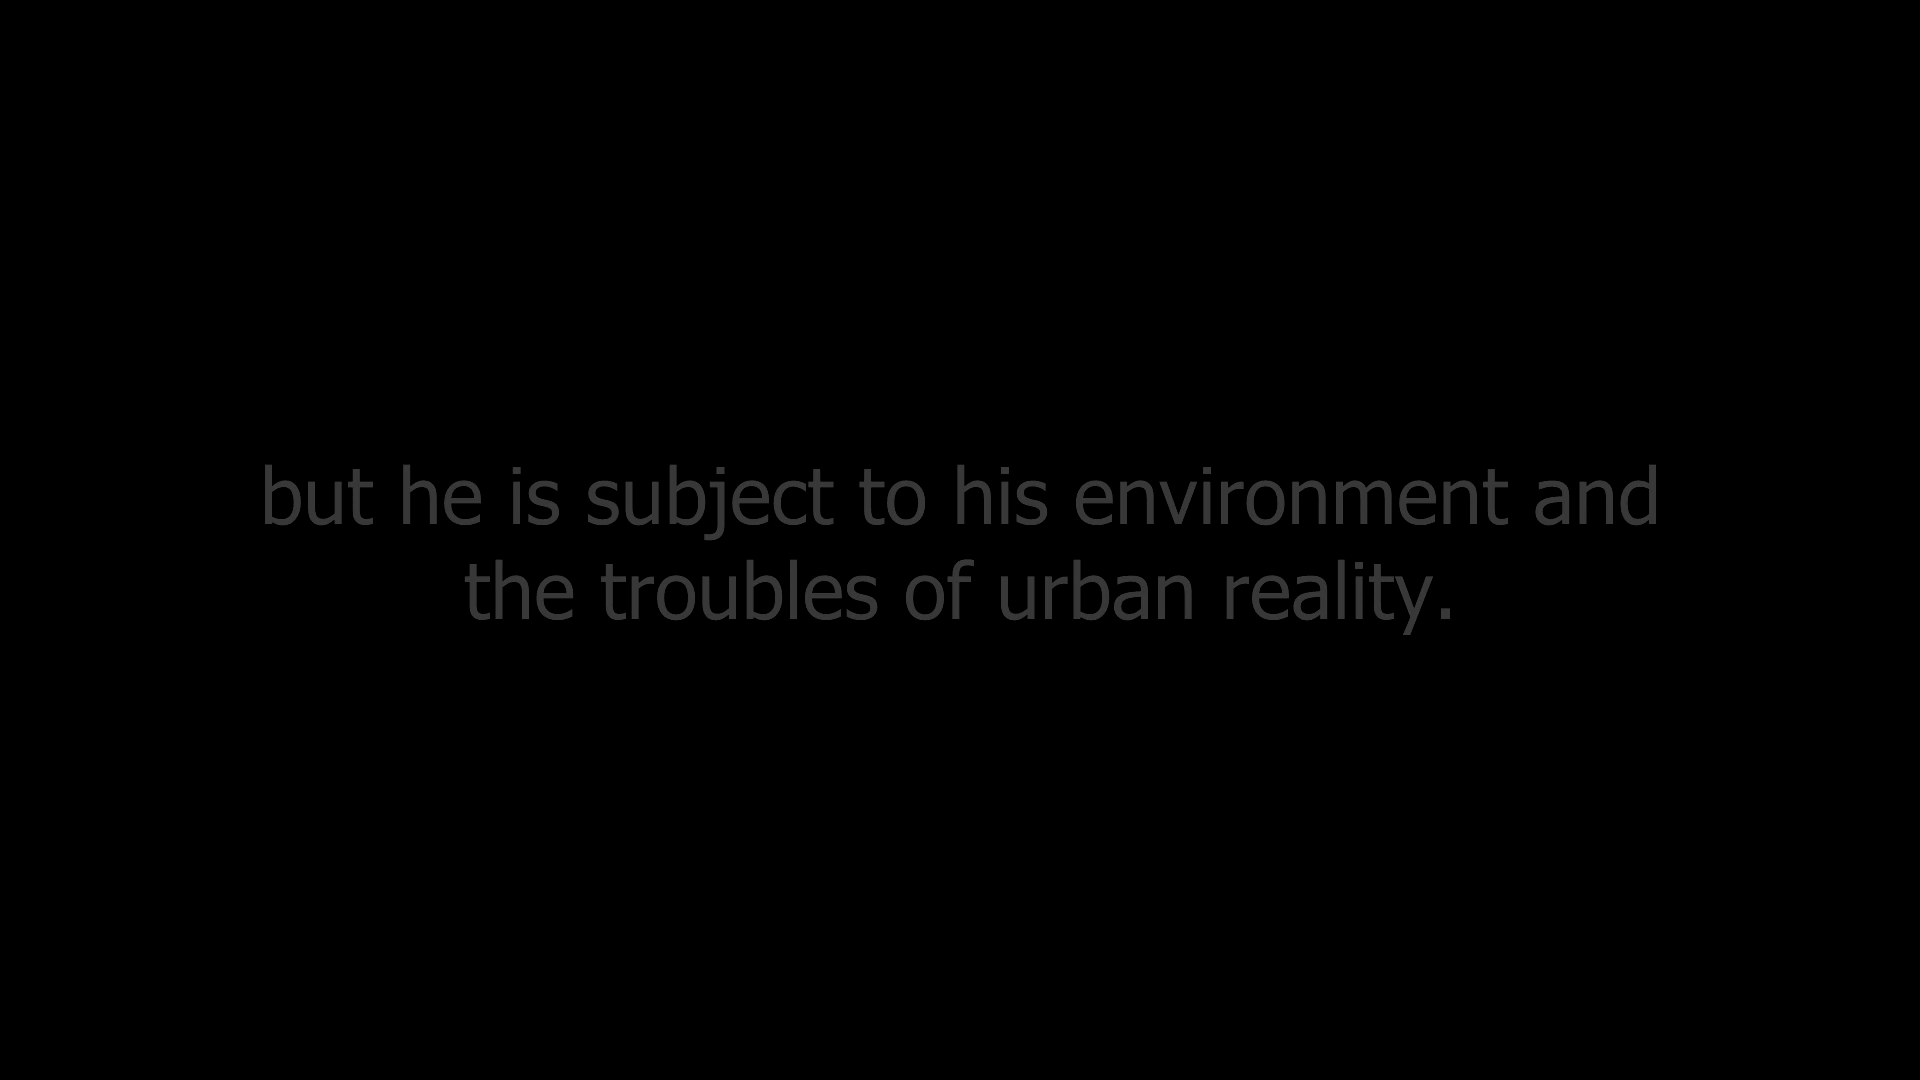 but he is subject to his environment and
the troubles of urban reality.